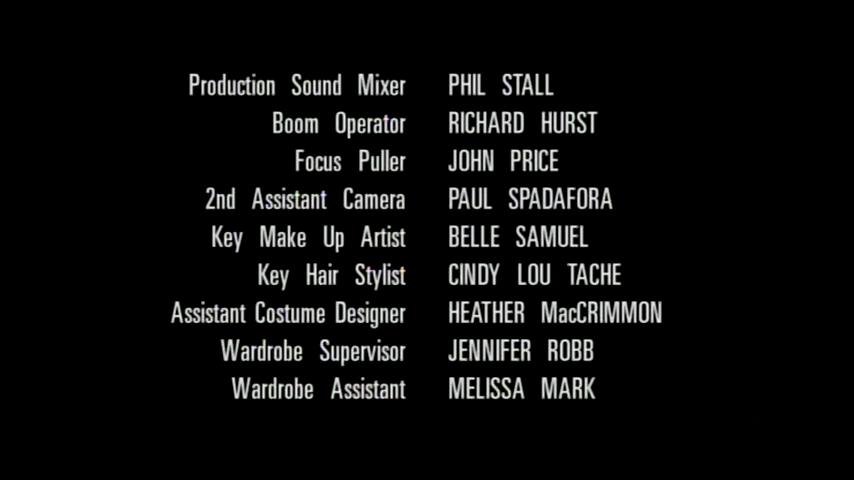 Production Sound Mixer PHIL STALL
Boom Operator RICHARD HURST
Focus Puller JOHN PRICE
2nd Assistant Camera PAUL SPADAFORA
Key Make Up Artist BELLE SAMUEL
Key Hair Stylist CINDY LOU TACHE
Assistant Costume Designer HEATHER MacCRIMMON
Wardrobe Supervisor JENNIFER ROBB
Wardrobe Assistant MELISSA MARK